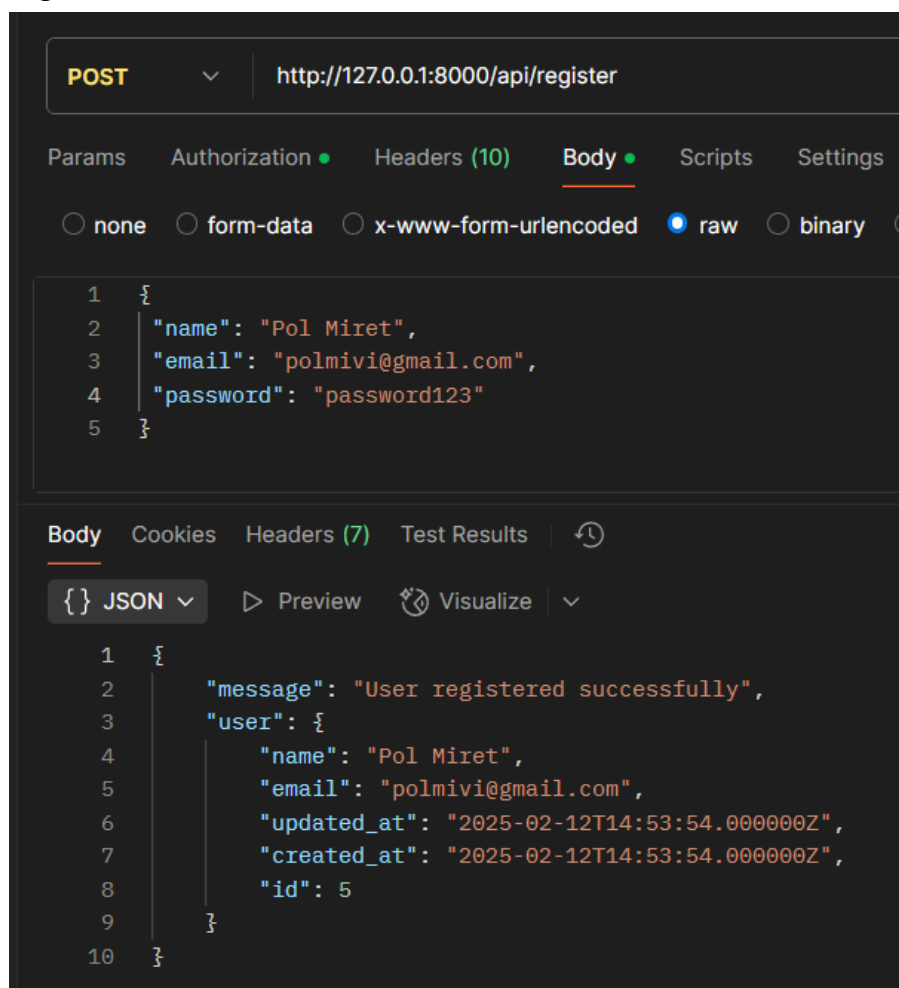 POST http://127.0.0.1:8000/api/register
Params Authorization Headers (10) Body Scripts Settings
none form-data x-www-form-urlencoded raw binary
1 {
2 "name": "Pol Miret",
3 "email": "polmivi@gmail.com",
4 "password": "password123"
5 }
Body Cookies Headers (7) Test Results
{ } JSON Preview Visualize
1 {
2 "message": "User registered successfully",
3 "user": {
4 "name": "Pol Miret",
5 "email": "polmivi@gmail.com",
6 "updated_at": "2025-02-12T14:53:54.000000Z",
7 "created_at": "2025-02-12T14:53:54.000000Z",
8 "id": 5
9 }
10 }